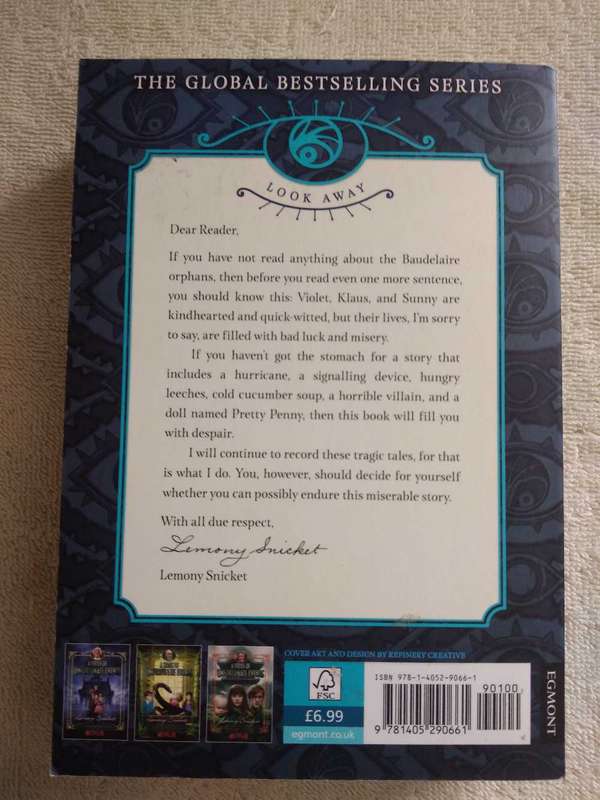 THE GLOBAL BESTSELLING SERIES
LOOK AWAY
Dear Reader,
If you have not read anything about the Baudelaire
orphans, then before you read even one more sentence,
you should know this: Violet, Klaus, and Sunny are
kindhearted and quick-witted, but their lives, I'm sorry
to say, are filled with bad luck and misery.
If you haven't got the stomach for a story that
includes a hurricane, a signalling device, hungry
leeches, cold cucumber soup, a horrible villain, and a
doll named Pretty Penny, then this book will fill you
with despair.
I will continue to record these tragic tales, for that
is what I do. You, however, should decide for yourself
whether you can possibly endure this miserable story.
With all due respect,
Lemony Snicket
Lemony Snicket
COVER ART AND DESIGN BY REFINERY CREATIVE
FSC
£6.99
egmont.co.uk
ISBN 978-1-4052-9066-1
90100
9 781405 290661
EGMONT